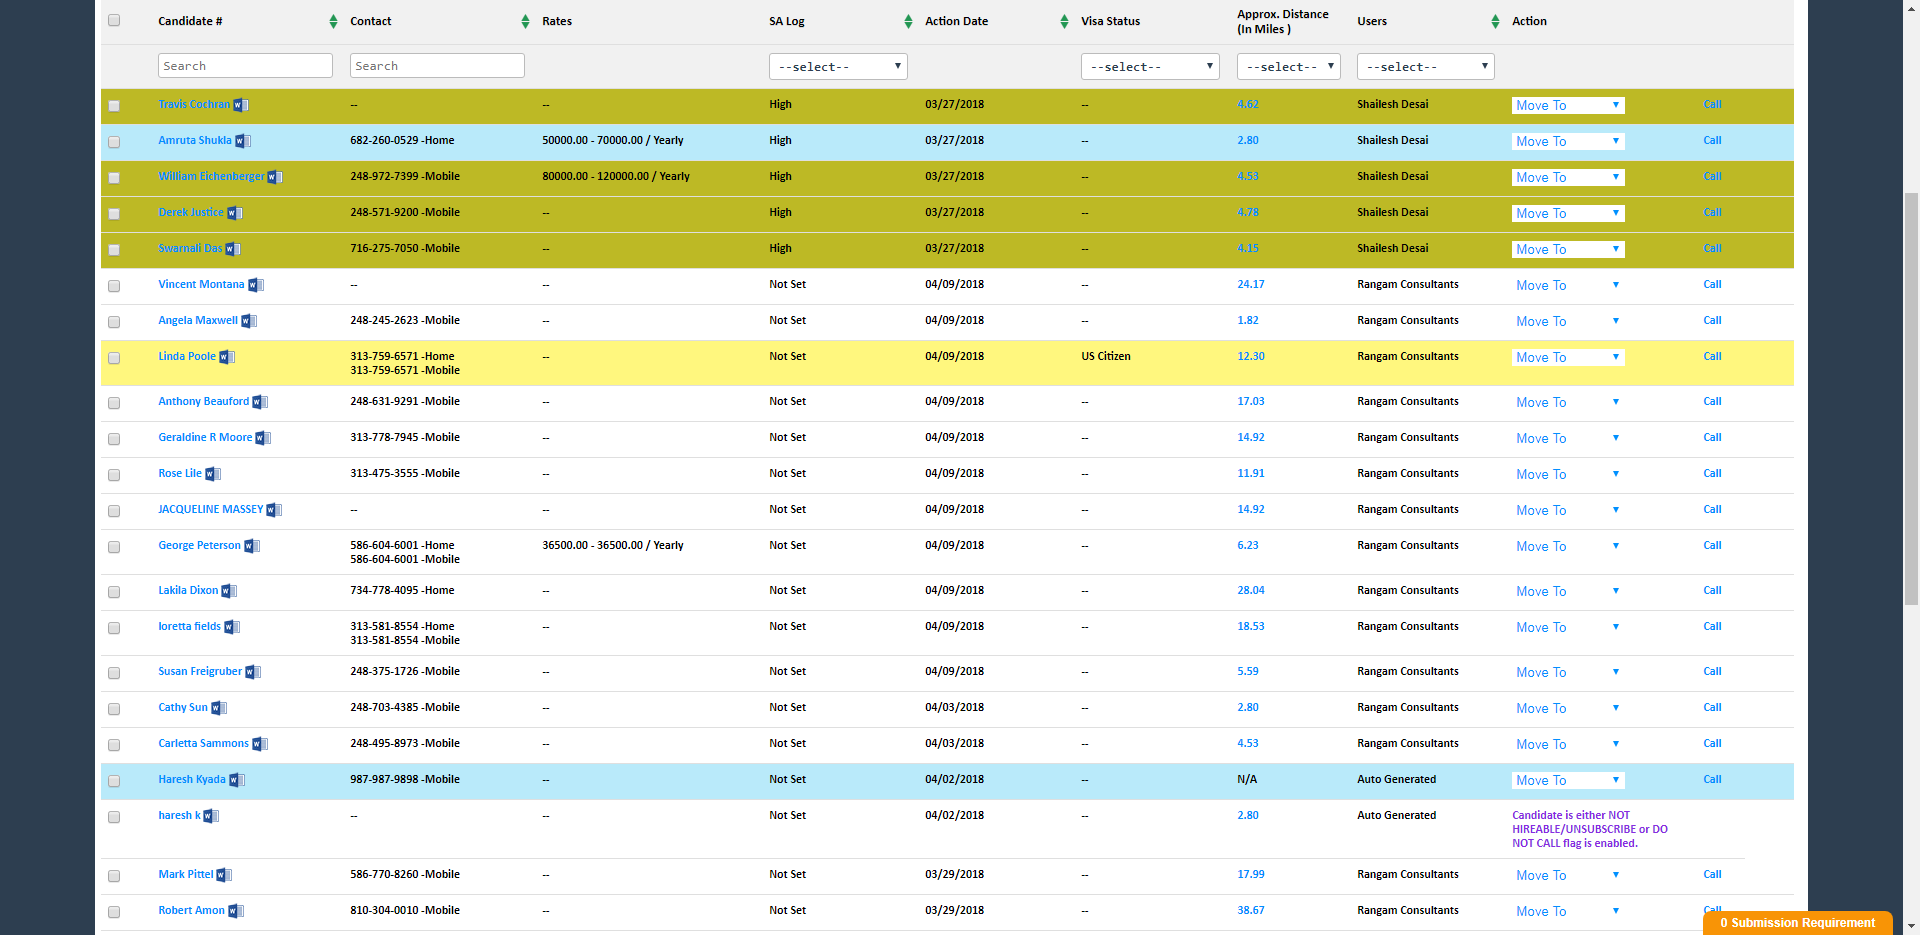 Candidate # Contact Rates SA Log Action Date Visa Status Approx. Distance (In Miles ) Users Action
Search Search --select-- --select-- --select-- --select--
Travis Cochran -- -- High 03/27/2018 -- 4.62 Shailesh Desai Move To Call
Amruta Shukla 682-260-0529 -Home 50000.00 - 70000.00 / Yearly High 03/27/2018 -- 2.80 Shailesh Desai Move To Call
William Eichenberger 248-972-7399 -Mobile 80000.00 - 120000.00 / Yearly High 03/27/2018 -- 4.53 Shailesh Desai Move To Call
Derek Justice 248-571-9200 -Mobile -- High 03/27/2018 -- 4.78 Shailesh Desai Move To Call
Swarnali Das 716-275-7050 -Mobile -- High 03/27/2018 -- 4.15 Shailesh Desai Move To Call
Vincent Montana -- -- Not Set 04/09/2018 -- 24.17 Rangam Consultants Move To Call
Angela Maxwell 248-245-2623 -Mobile -- Not Set 04/09/2018 -- 1.82 Rangam Consultants Move To Call
Linda Poole 313-759-6571 -Home -- Not Set 04/09/2018 US Citizen 12.30 Rangam Consultants Move To Call
313-759-6571 -Mobile
Anthony Beauford 248-631-9291 -Mobile -- Not Set 04/09/2018 -- 17.03 Rangam Consultants Move To Call
Geraldine R Moore 313-778-7945 -Mobile -- Not Set 04/09/2018 -- 14.92 Rangam Consultants Move To Call
Rose Lile 313-475-3555 -Mobile -- Not Set 04/09/2018 -- 11.91 Rangam Consultants Move To Call
JACQUELINE MASSEY -- -- Not Set 04/09/2018 -- 14.92 Rangam Consultants Move To Call
George Peterson 586-604-6001 -Home 36500.00 - 36500.00 / Yearly Not Set 04/09/2018 -- 6.23 Rangam Consultants Move To Call
586-604-6001 -Mobile
Lakila Dixon 734-778-4095 -Home -- Not Set 04/09/2018 -- 28.04 Rangam Consultants Move To Call
loretta fields 313-581-8554 -Home -- Not Set 04/09/2018 -- 18.53 Rangam Consultants Move To Call
313-581-8554 -Mobile
Susan Freigruber 248-375-1726 -Mobile -- Not Set 04/09/2018 -- 5.59 Rangam Consultants Move To Call
Cathy Sun 248-703-4385 -Mobile -- Not Set 04/03/2018 -- 2.80 Rangam Consultants Move To Call
Carletta Sammons 248-495-8973 -Mobile -- Not Set 04/03/2018 -- 4.53 Rangam Consultants Move To Call
Haresh Kyada 987-987-9898 -Mobile -- Not Set 04/02/2018 -- N/A Auto Generated Move To Call
haresh k -- -- Not Set 04/02/2018 -- 2.80 Auto Generated Candidate is either NOT
HIREABLE/UNSUBSCRIBE or DO
NOT CALL flag is enabled.
Mark Pittel 586-770-8260 -Mobile -- Not Set 03/29/2018 -- 17.99 Rangam Consultants Move To Call
Robert Amon 810-304-0010 -Mobile -- Not Set 03/29/2018 -- 38.67 Rangam Consultants Move To Call
0 Submission Requirement